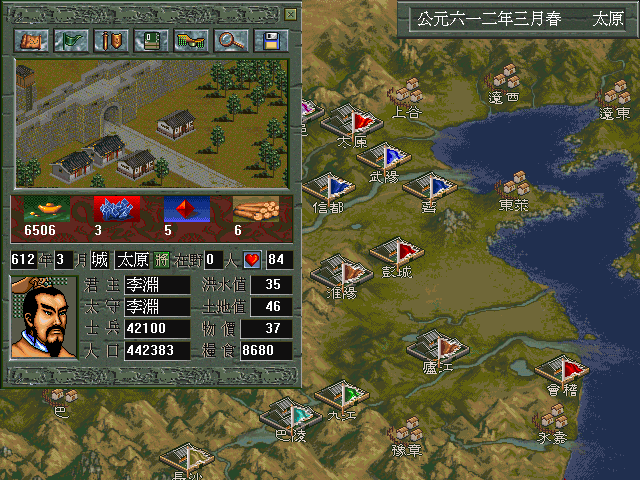 公元六一二年三月春 太原
6506 3 5 6
612 年 3 月 城 太原 將 在野 0 人 84
君主 李淵 洪水值 35
太守 李淵 土地值 46
士兵 42100 物價 37
人口 442383 糧食 8680
上谷
遼西
遼東
太原
武陽
信都
齊
東萊
彭城
淮陽
廬江
會稽
九江
巴陵
巴
豫章
永嘉
長沙